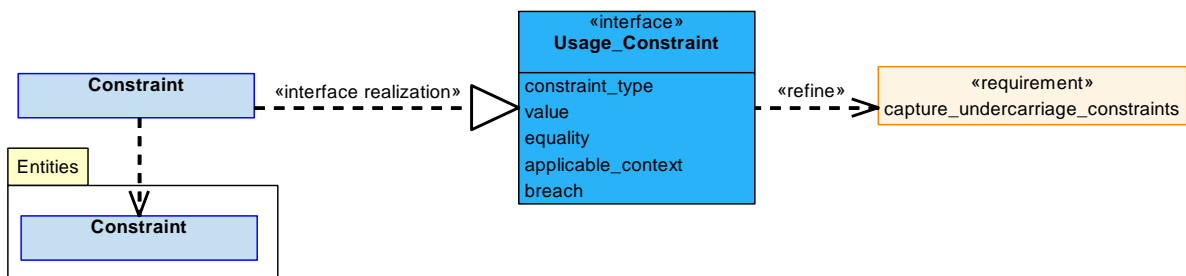 «interface»
Usage_Constraint
Constraint
«interface realization»
constraint_type
value
equality
applicable_context
breach
«refine»
«requirement»
capture_undercarriage_constraints
Entities
Constraint